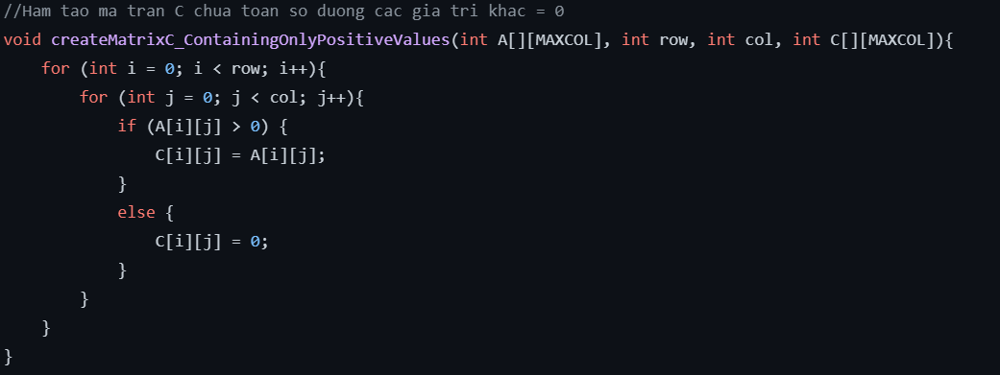 //Ham tao ma tran C chua toan so duong cac gia tri khac = 0
void createMatrixC_ContainingOnlyPositiveValues(int A[][MAXCOL], int row, int col, int C[][MAXCOL]){
    for (int i = 0; i < row; i++){
        for (int j = 0; j < col; j++){
            if (A[i][j] > 0) {
                C[i][j] = A[i][j];
            }
            else {
                C[i][j] = 0;
            }
        }
    }
}